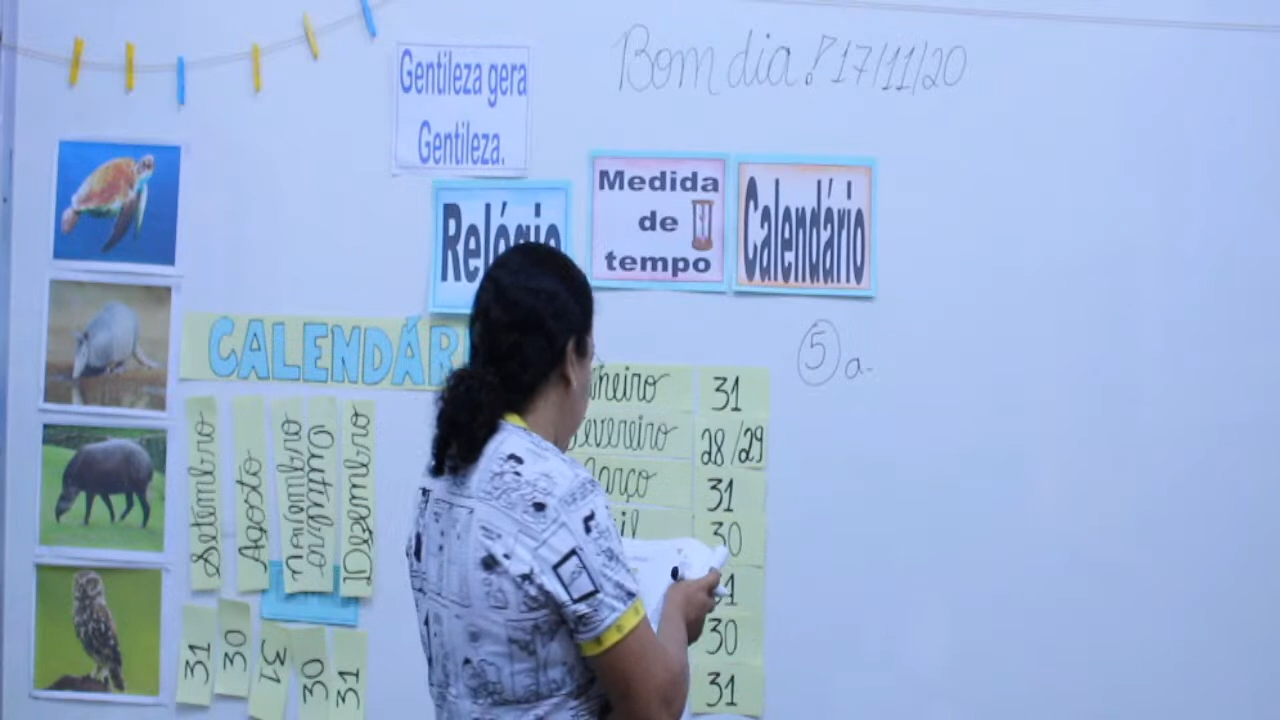 Bom dia! 17/11/20
Gentileza gera
Gentileza.
Medida
de
tempo
Calendário
5 a-
31
28/29
31
30
30
31
Setembro
Agosto
Novembro
Outubro
Dezembro
31
30
31
30
31